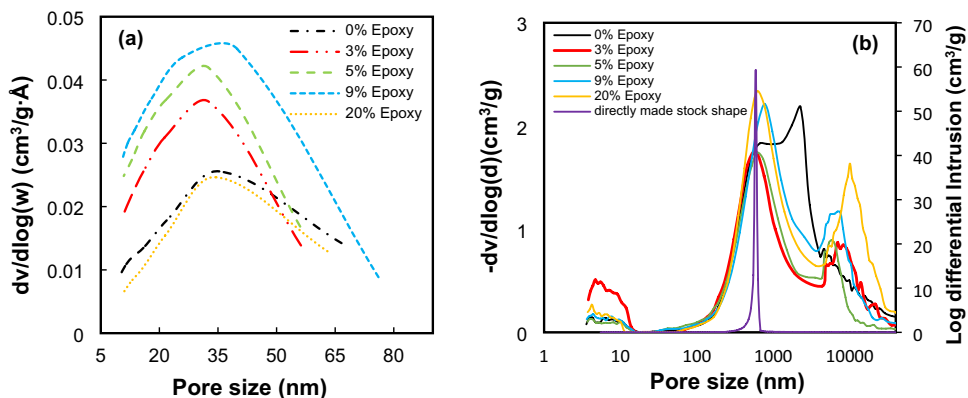 (a)
0% Epoxy
3% Epoxy
5% Epoxy
9% Epoxy
20% Epoxy
dv/dlog(w) (cm³/g·Å)
0.05
0.04
0.03
0.02
0.01
0
5
20
35
50
65
80
Pore size (nm)
(b)
0% Epoxy
3% Epoxy
5% Epoxy
9% Epoxy
20% Epoxy
directly made stock shape
-dv/dlog(d)(cm³/g)
3
2
1
0
1
10
100
1000
10000
Pore size (nm)
70
60
50
40
30
20
10
0
Log differential Intrusion (cm³/g)